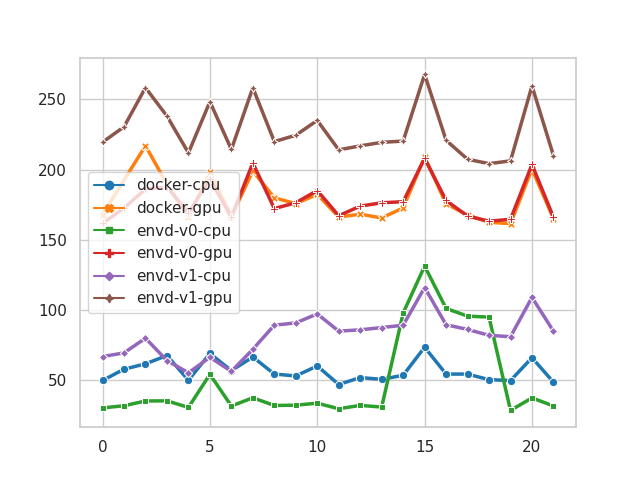 250
200
150
100
50
docker-cpu
docker-gpu
envd-v0-cpu
envd-v0-gpu
envd-v1-cpu
envd-v1-gpu
0 5 10 15 20